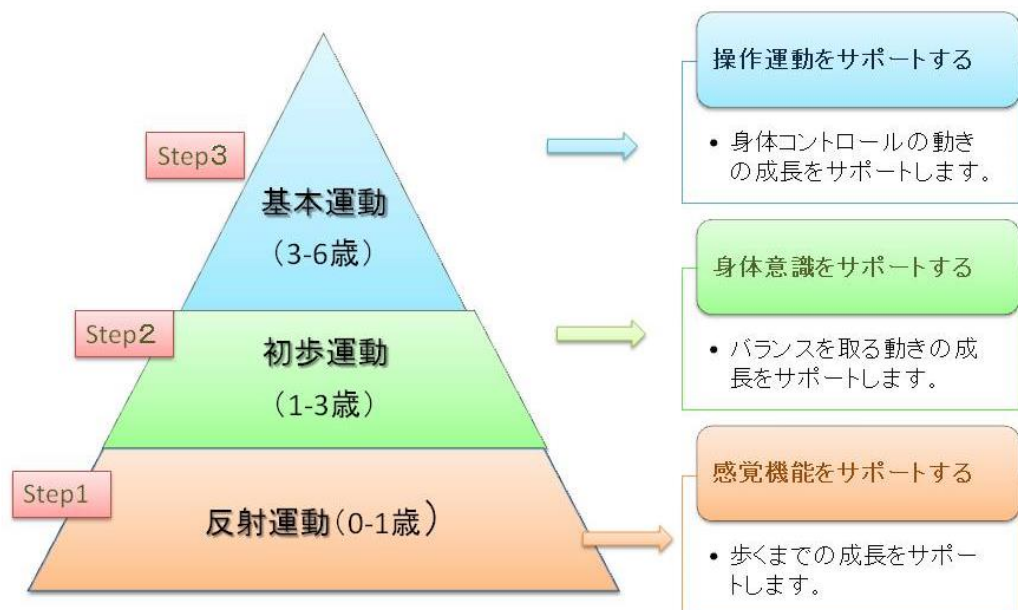 Step3
基本運動
（3-6歳）
操作運動をサポートする
• 身体コントロールの動き
の成長をサポートします。
Step2
初歩運動
（1-3歳）
身体意識をサポートする
• バランスを取る動きの成
長をサポートします。
Step1
反射運動（0-1歳）
感覚機能をサポートする
• 歩くまでの成長をサポー
トします。